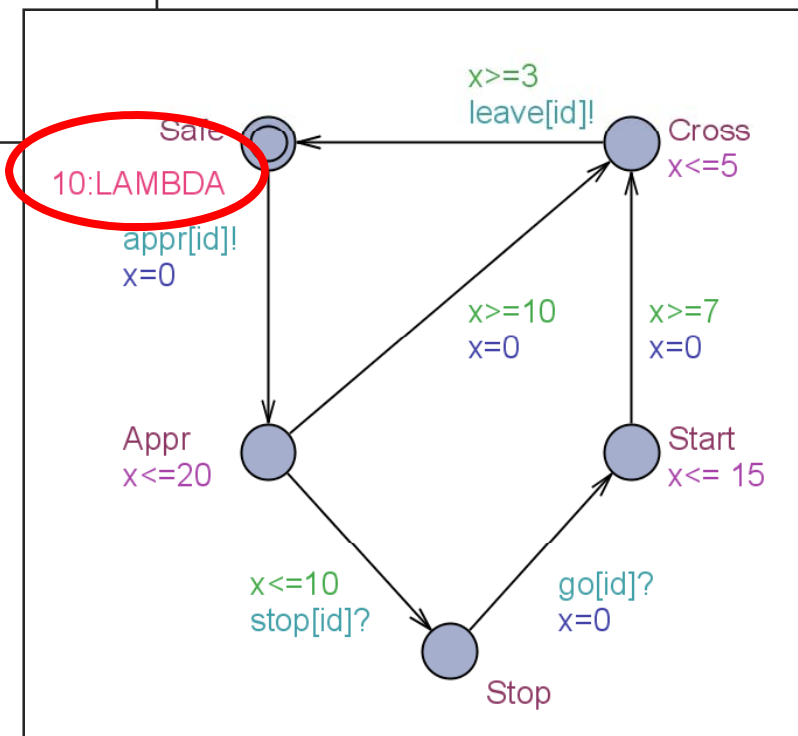 x>=3
leave[id]!
Safe
Cross
x<=5
10:LAMBDA
appr[id]!
x=0
x>=10
x=0
x>=7
x=0
Appr
x<=20
Start
x<= 15
x<=10
stop[id]?
go[id]?
x=0
Stop